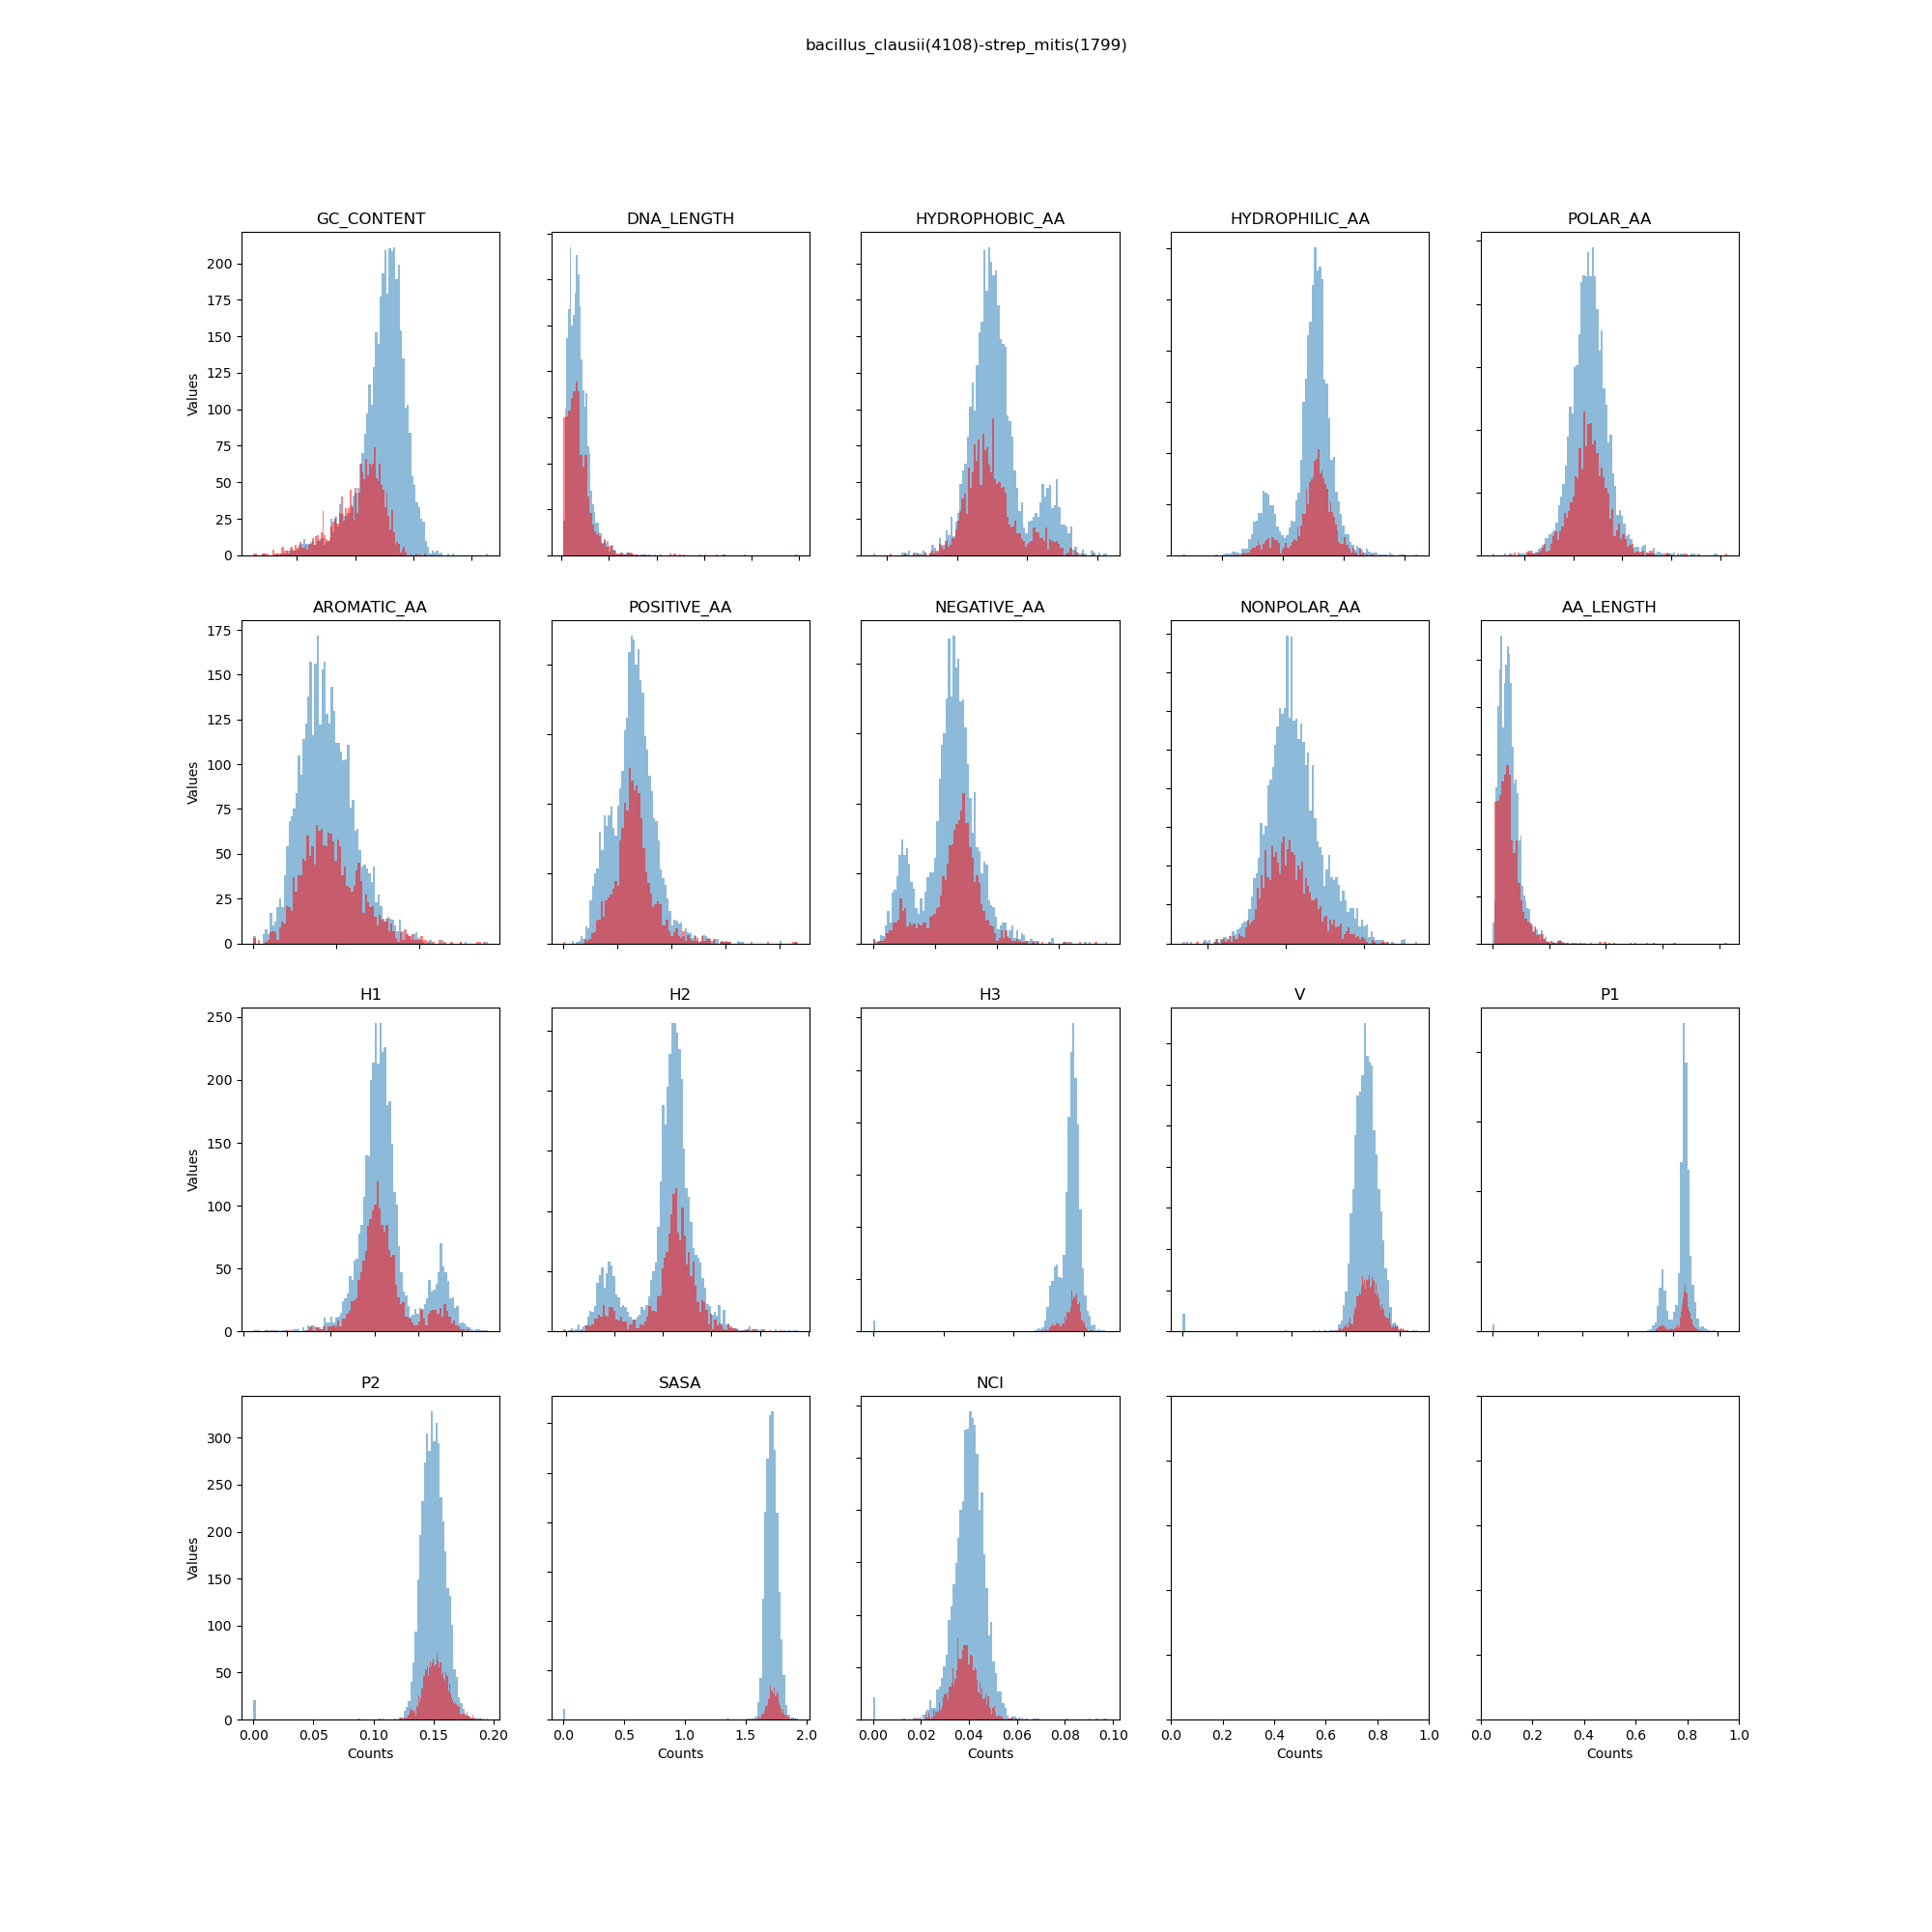 bacillus_clausii(4108)-strep_mitis(1799)
GC_CONTENT DNA_LENGTH HYDROPHOBIC_AA HYDROPHILIC_AA POLAR_AA
200
175
150
125
100
75
50
25
0
Values
AROMATIC_AA POSITIVE_AA NEGATIVE_AA NONPOLAR_AA AA_LENGTH
175
150
125
100
75
50
25
0
Values
H1 H2 H3 V P1
250
200
150
100
50
0
Values
P2 SASA NCI
300
250
200
150
100
50
0
Values
0.00 0.05 0.10 0.15 0.20 0.0 0.5 1.0 1.5 2.0 0.00 0.02 0.04 0.06 0.08 0.10 0.0 0.2 0.4 0.6 0.8 1.0 0.0 0.2 0.4 0.6 0.8 1.0
Counts Counts Counts Counts Counts